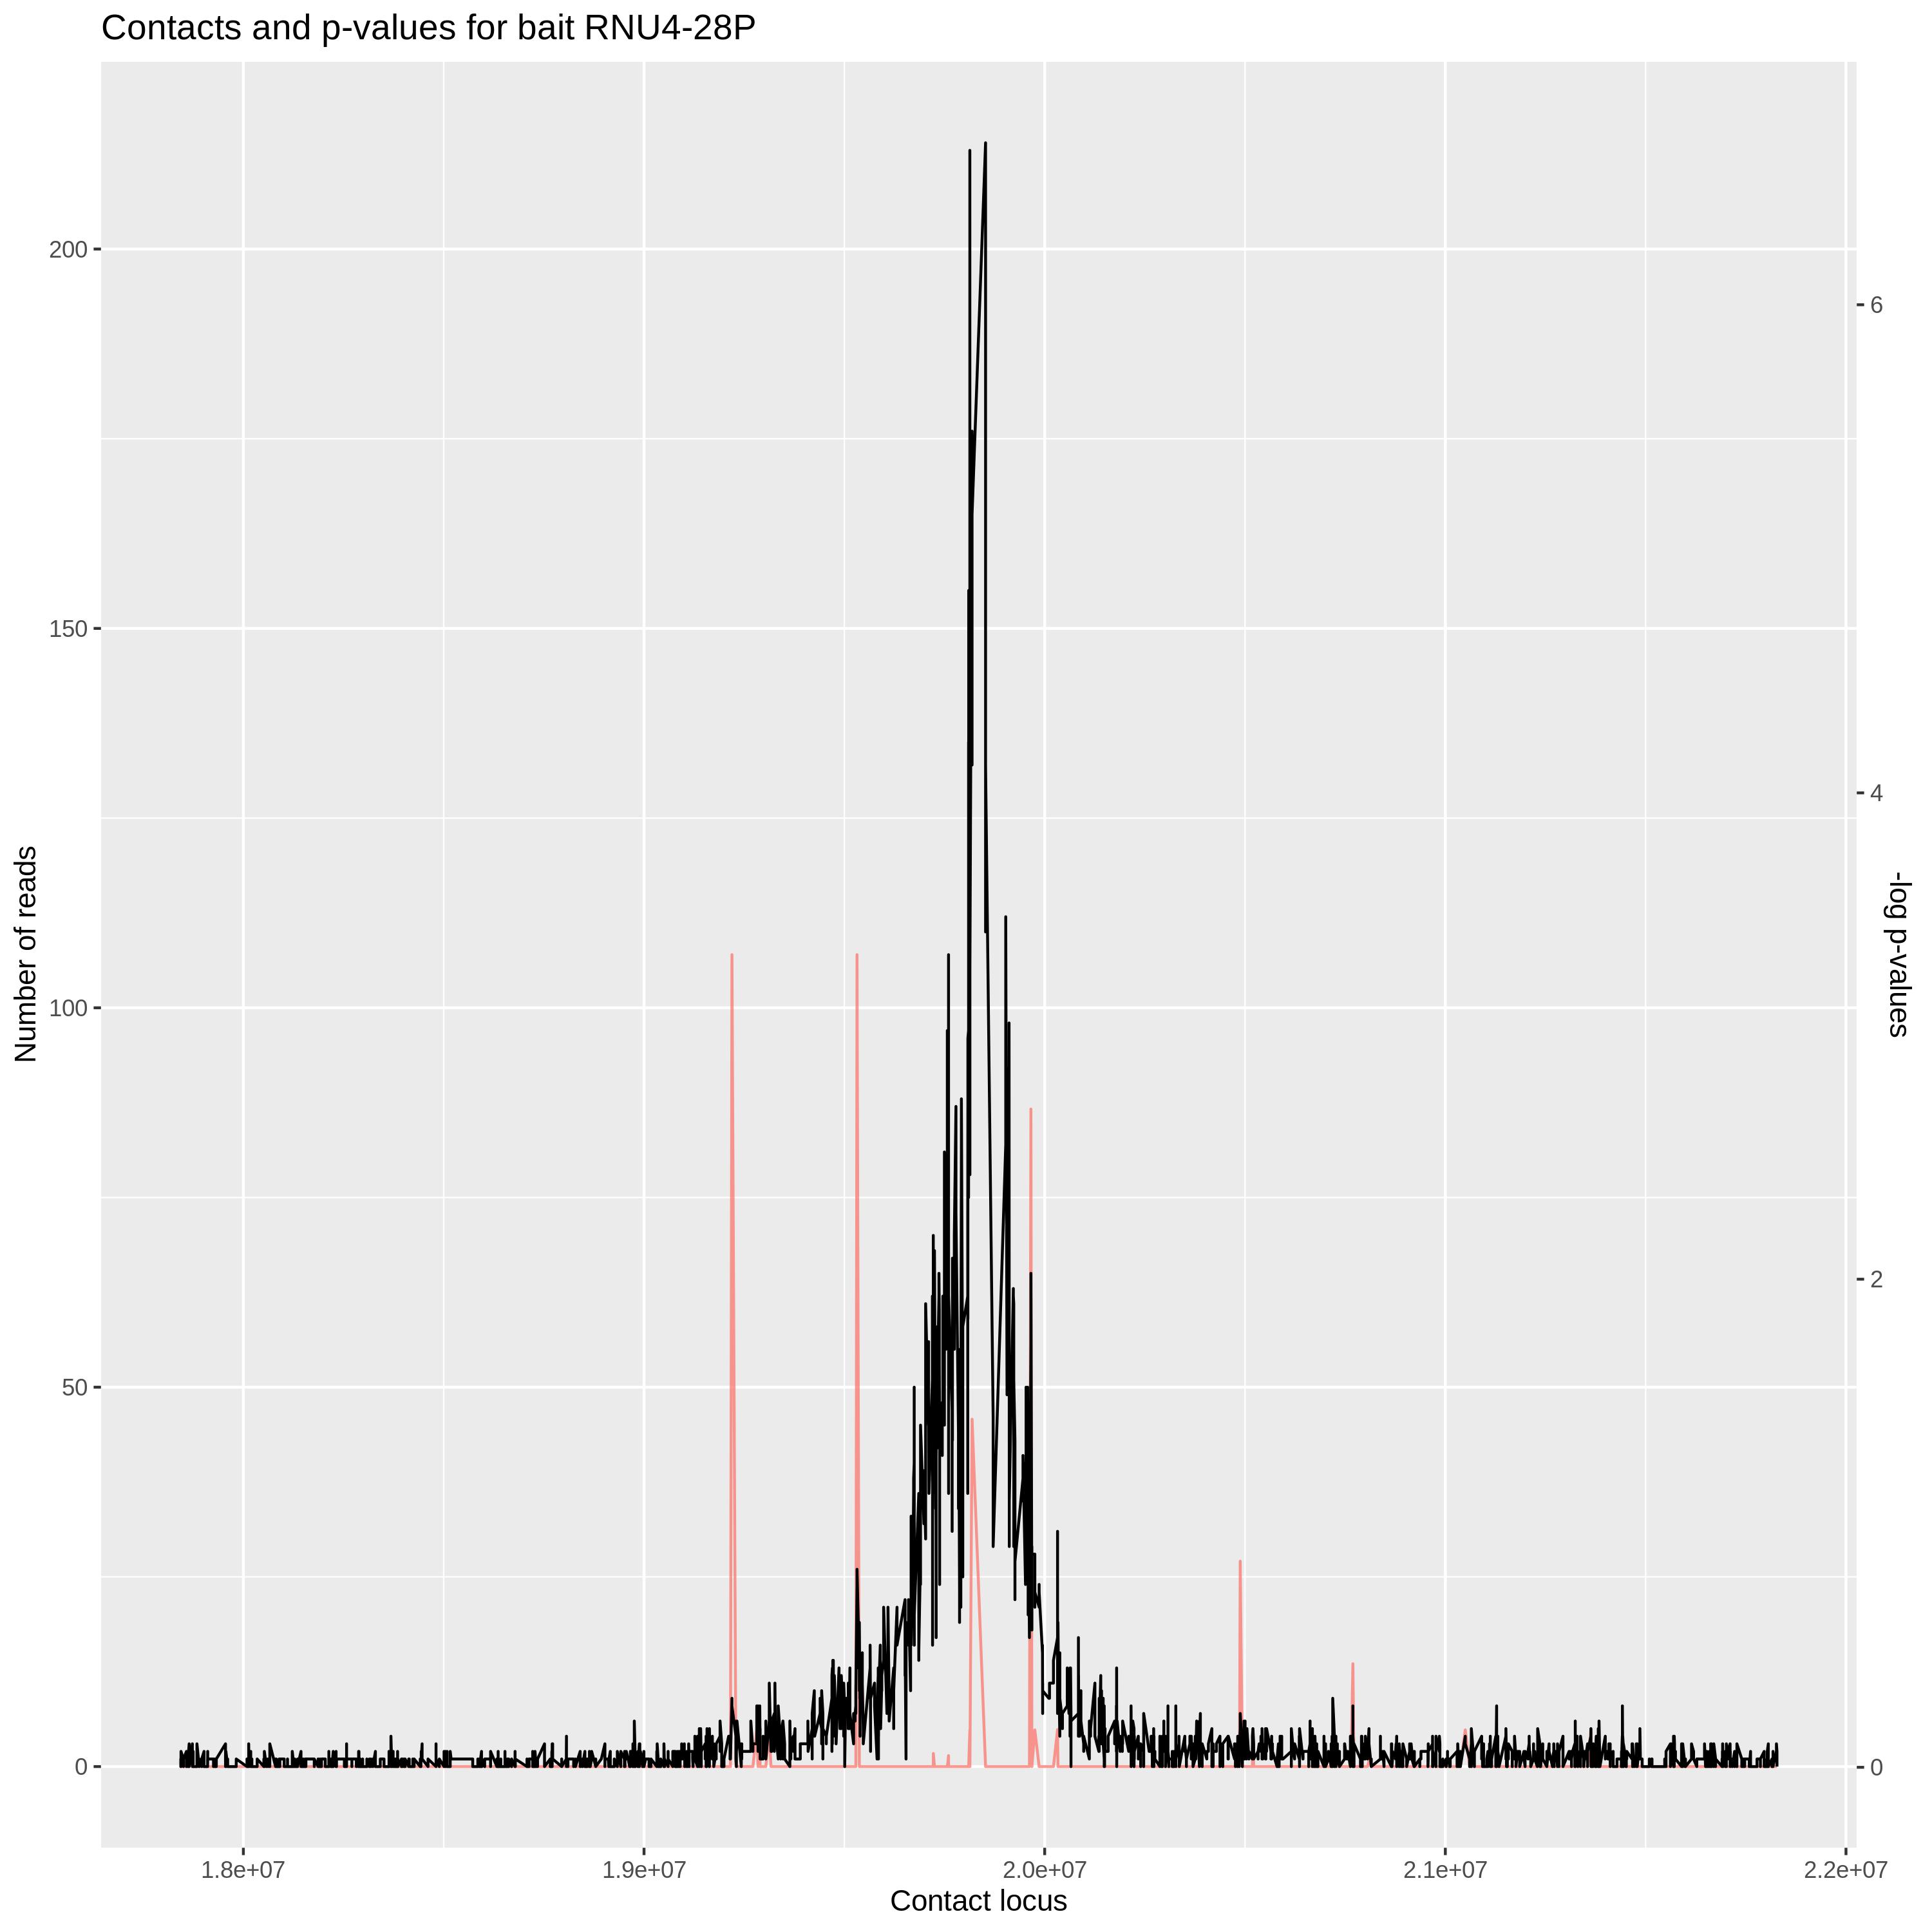 Contacts and p-values for bait RNU4-28P
Number of reads
200
150
100
50
0
6
4
2
0
-log p-values
1.8e+07
1.9e+07
2.0e+07
2.1e+07
2.2e+07
Contact locus